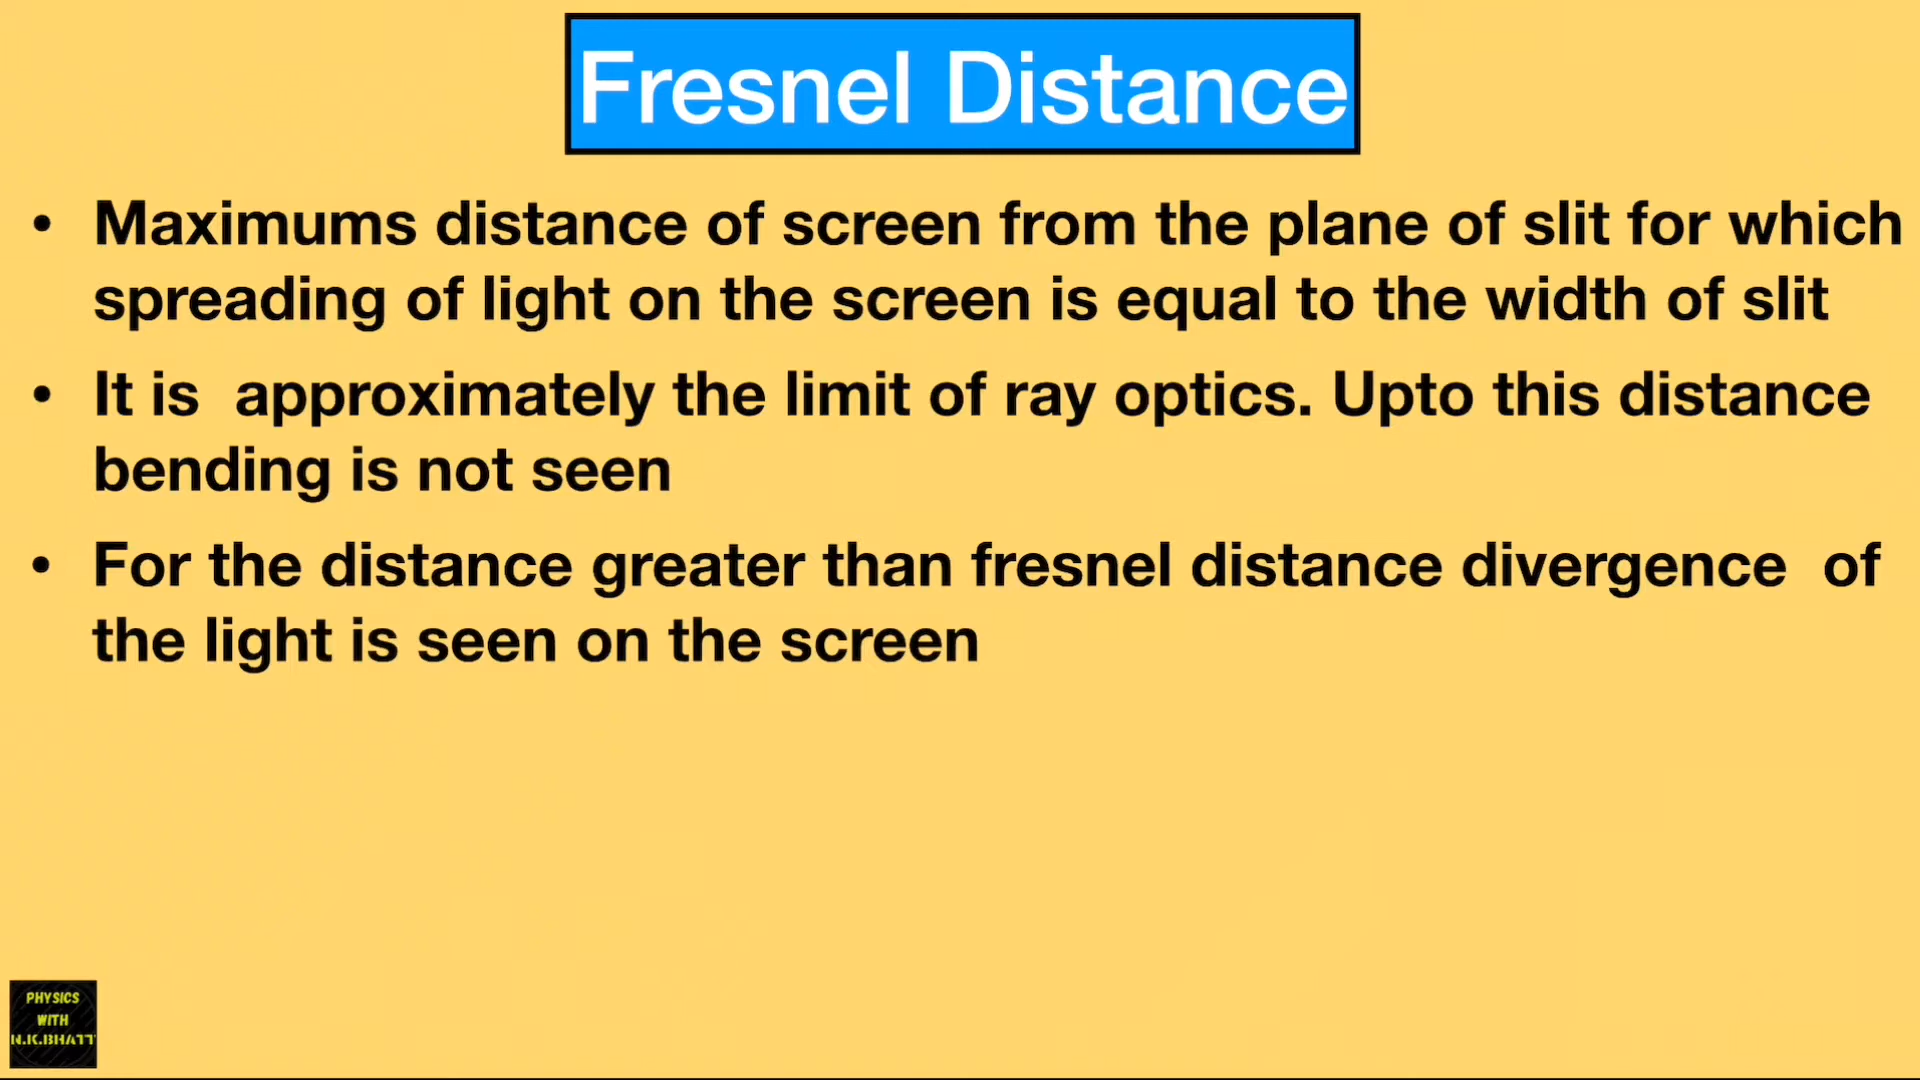 Fresnel Distance
• Maximums distance of screen from the plane of slit for which
spreading of light on the screen is equal to the width of slit
• It is  approximately the limit of ray optics. Upto this distance
bending is not seen
• For the distance greater than fresnel distance divergence  of
the light is seen on the screen
PHYSICS
WITH
N.K.BHATT